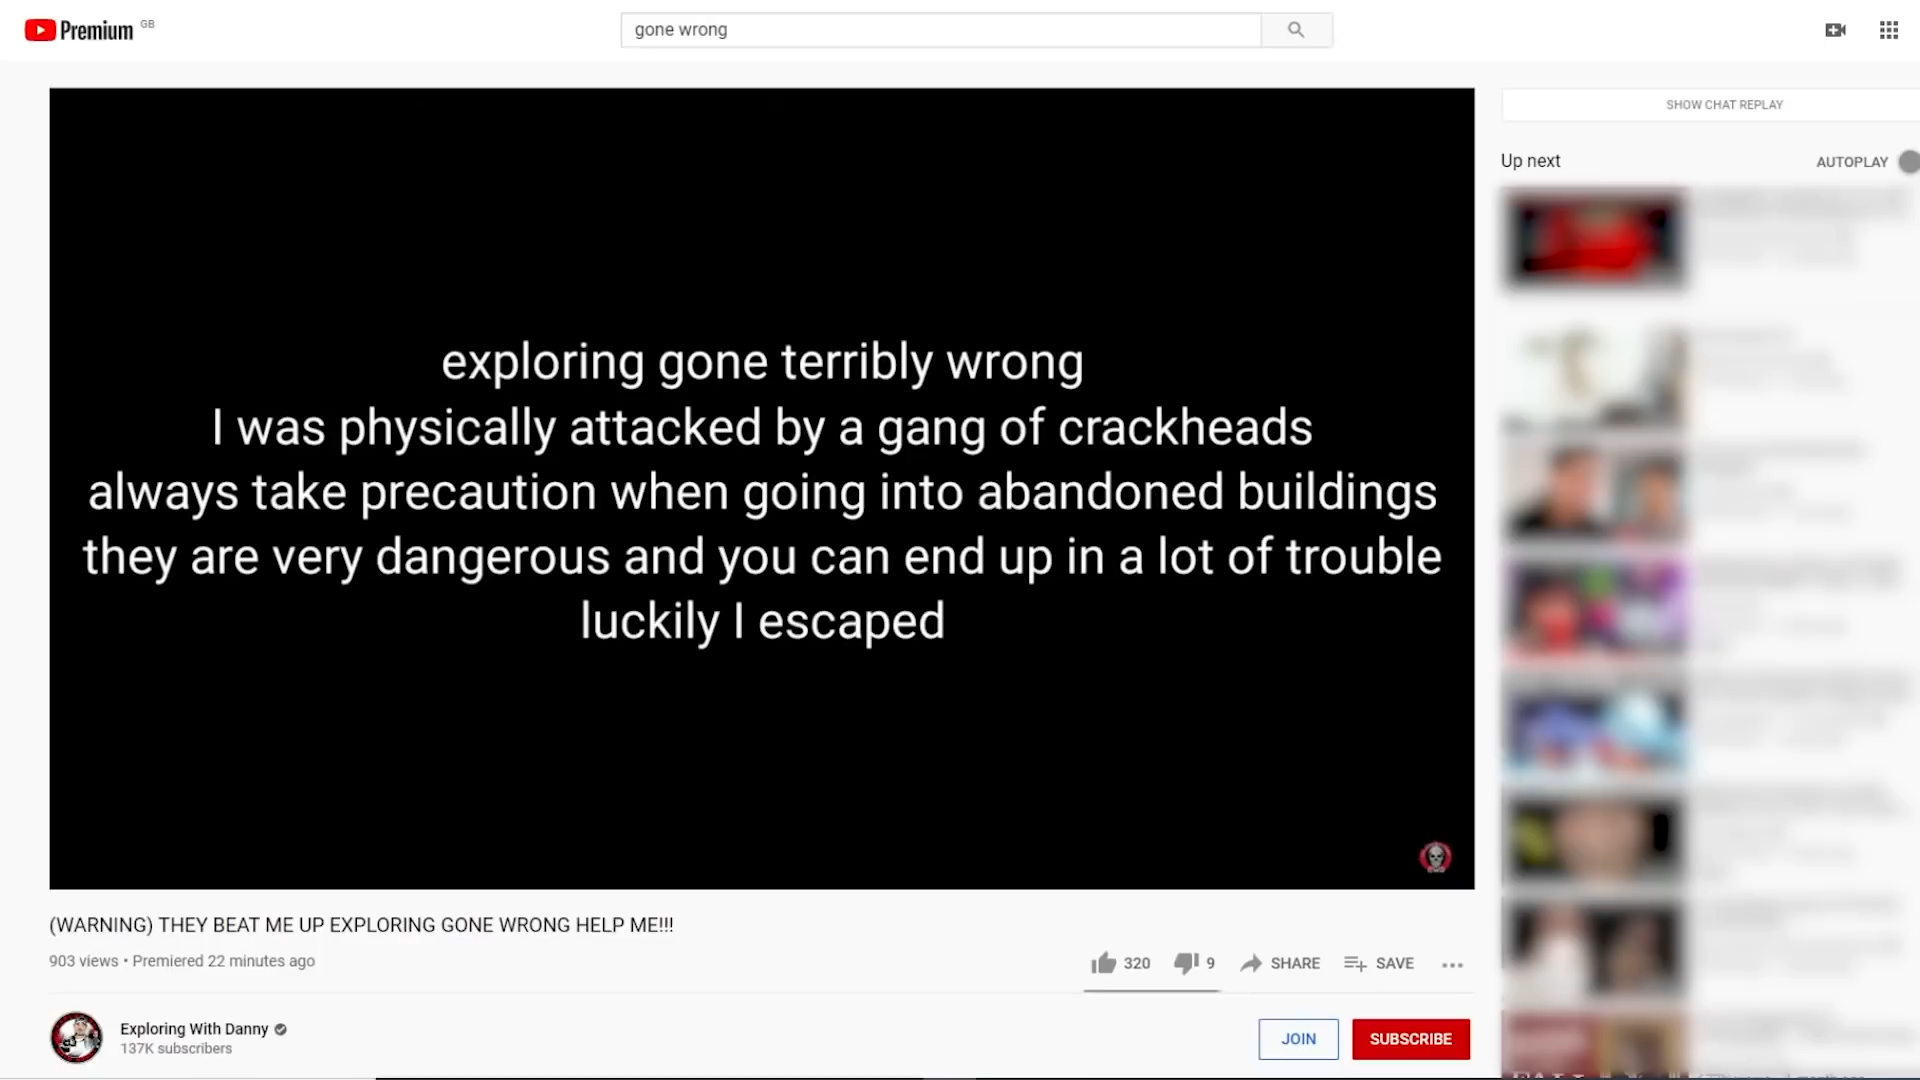 Premium GB
gone wrong
SHOW CHAT REPLAY
Up next
AUTOPLAY
exploring gone terribly wrong
I was physically attacked by a gang of crackheads
always take precaution when going into abandoned buildings
they are very dangerous and you can end up in a lot of trouble
luckily I escaped
(WARNING) THEY BEAT ME UP EXPLORING GONE WRONG HELP ME!!!
903 views • Premiered 22 minutes ago
320
9
SHARE
SAVE
Exploring With Danny
137K subscribers
JOIN
SUBSCRIBE